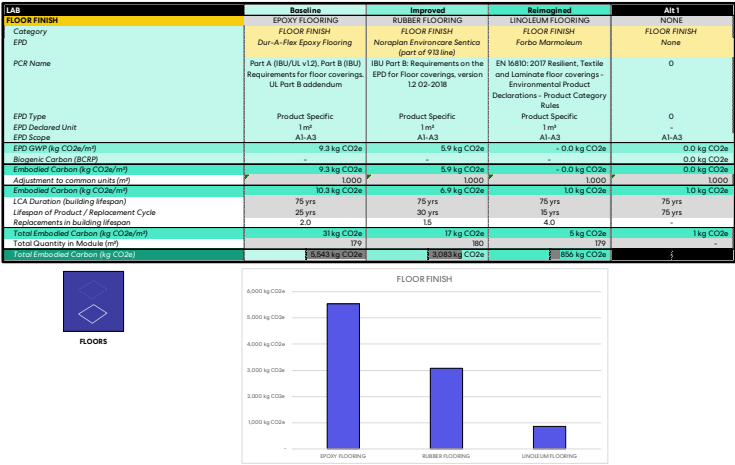 LAB Baseline Improved Reimagined Alt 1
FLOOR FINISH EPOXY FLOORING RUBBER FLOORING LINOLEUM FLOORING NONE
Category FLOOR FINISH FLOOR FINISH FLOOR FINISH FLOOR FINISH
EPD Dur-A-Flex Epoxy Flooring Noraplan Environcare Sentica Forbo Marmoleum None
(part of 913 line)
PCR Name Part A (IBU/UL v1.2), Part B (IBU) IBU Part B: Requirements on the EN 16810: 2017 Resilient, Textile 0
Requirements for floor coverings. EPD for Floor coverings, version and Laminate floor coverings -
UL Part B addendum 1.2 02-2018 Environmental Product
Declarations - Product Category
Rules
EPD Type Product Specific Product Specific Product Specific 0
EPD Declared Unit 1 m² 1 m² 1 m² -
EPD Scope A1-A3 A1-A3 A1-A3 A1-A3
EPD GWP (kg CO2e/m²) 9.3 kg CO2e 5.9 kg CO2e - 0.0 kg CO2e 0.0 kg CO2e
Biogenic Carbon (BCRP) - - - 0.0 kg CO2e
Embodied Carbon (kg CO2e/m²) 9.3 kg CO2e 5.9 kg CO2e - 0.0 kg CO2e 0.0 kg CO2e
Adjustment to common units (m²) 1.000 1.000 1.000 1.000
Embodied Carbon (kg CO2e/m²) 10.3 kg CO2e 6.9 kg CO2e 1.0 kg CO2e 1.0 kg CO2e
LCA Duration (building lifespan) 75 yrs 75 yrs 75 yrs 75 yrs
Lifespan of Product / Replacement Cycle 25 yrs 30 yrs 15 yrs 75 yrs
Replacements in building lifespan 2.0 1.5 4.0 -
Total Embodied Carbon (kg CO2e/m²) 31 kg CO2e 17 kg CO2e 5 kg CO2e 1 kg CO2e
Total Quantity in Module (m²) 179 180 179 -
Total Embodied Carbon (kg CO2e) 5,543 kg CO2e 3,083 kg CO2e 856 kg CO2e
FLOORS
FLOOR FINISH
6,000 kg CO2e
5,000 kg CO2e
4,000 kg CO2e
3,000 kg CO2e
2,000 kg CO2e
1,000 kg CO2e
-
EPOXY FLOORING RUBBER FLOORING LINOLEUM FLOORING